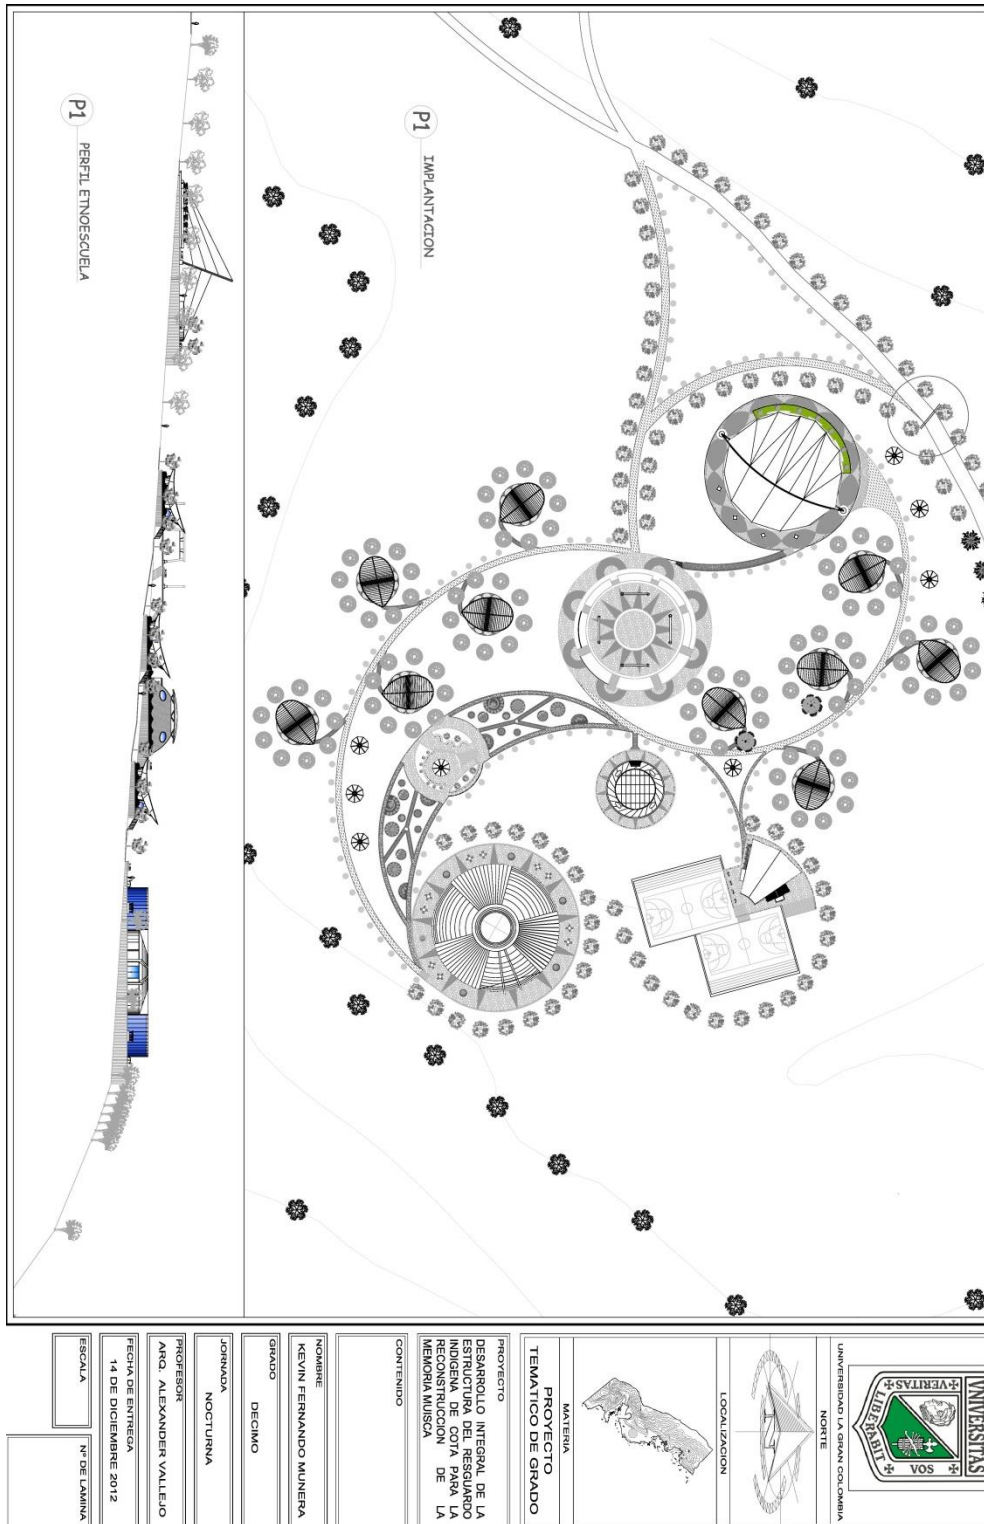 P1
IMPLANTACION
P1
PERFIL ETNOESCUELA
UNIVERSITAS
VERITAS
LIBERABIT
VOS
UNIVERSIDAD LA GRAN COLOMBIA
NORTE
LOCALIZACION
MATERIA
PROYECTO
TEMATICO DE GRADO
PROYECTO
DESARROLLO INTEGRAL DE LA
ESTRUCTURA DEL RESGUARDO
INDIGENA DE COTA PARA LA
RECONSTRUCCION DE LA
MEMORIA MUISCA
CONTENIDO
NOMBRE
KEVIN FERNANDO MUNERA
GRADO
DECIMO
JORNADA
NOCTURNA
PROFESOR
ARQ. ALEXANDER VALLEJO
FECHA DE ENTREGA
14 DE DICIEMBRE 2012
ESCALA
Nº DE LAMINA